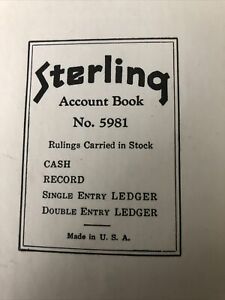 Sterling
Account Book
No. 5981
Rulings Carried in Stock
CASH
RECORD
SINGLE ENTRY LEDGER
DOUBLE ENTRY LEDGER
Made in U. S. A.